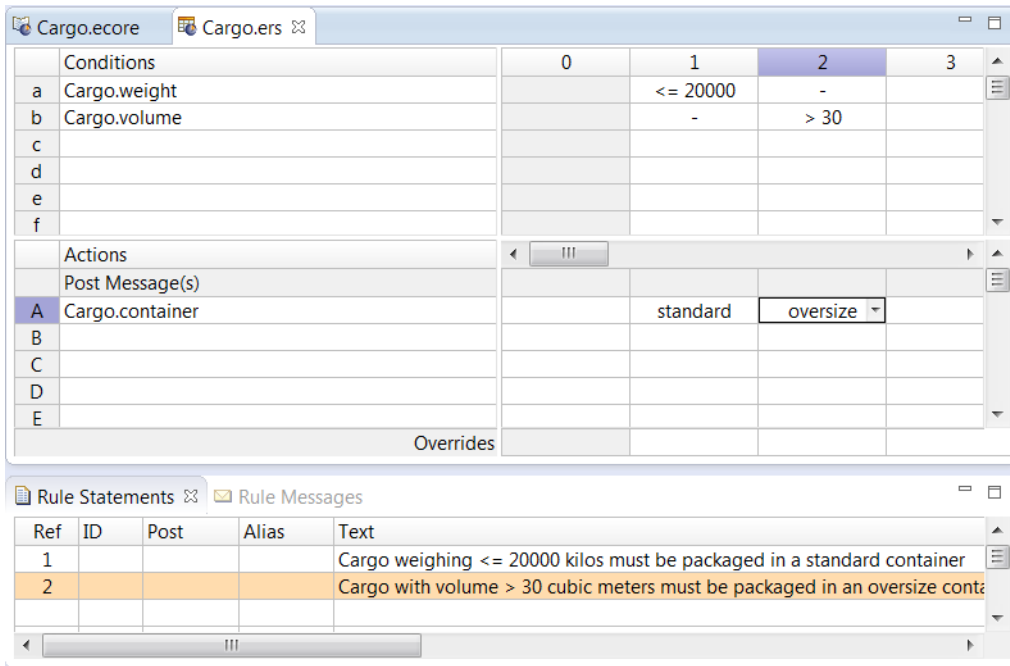 Cargo.ecore Cargo.ers
Conditions 0 1 2 3
a Cargo.weight <= 20000 -
b Cargo.volume - > 30
c
d
e
f
Actions
Post Message(s)
A Cargo.container standard oversize
B
C
D
E
Overrides
Rule Statements Rule Messages
Ref ID Post Alias Text
1 Cargo weighing <= 20000 kilos must be packaged in a standard container
2 Cargo with volume > 30 cubic meters must be packaged in an oversize conta